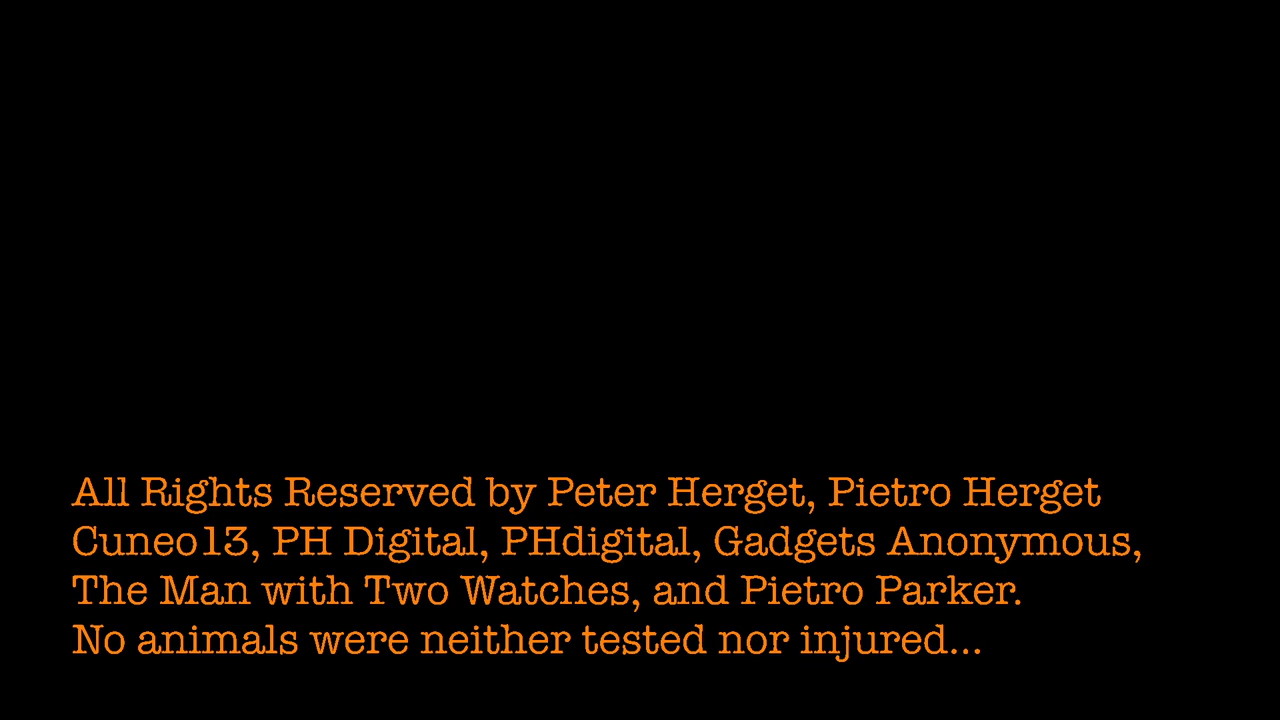 All Rights Reserved by Peter Herget, Pietro Herget
Cuneo13, PH Digital, PHdigital, Gadgets Anonymous,
The Man with Two Watches, and Pietro Parker.
No animals were neither tested nor injured...